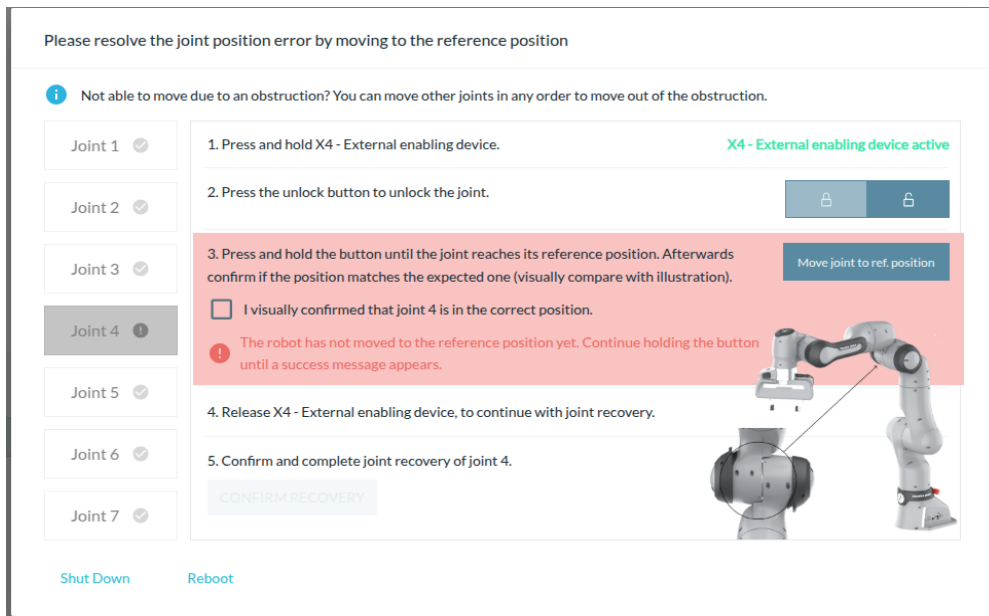 Please resolve the joint position error by moving to the reference position
Not able to move due to an obstruction? You can move other joints in any order to move out of the obstruction.
Joint 1
Joint 2
Joint 3
Joint 4
Joint 5
Joint 6
Joint 7
1. Press and hold X4 - External enabling device.
X4 - External enabling device active
2. Press the unlock button to unlock the joint.
3. Press and hold the button until the joint reaches its reference position. Afterwards
confirm if the position matches the expected one (visually compare with illustration).
Move joint to ref. position
I visually confirmed that joint 4 is in the correct position.
The robot has not moved to the reference position yet. Continue holding the button
until a success message appears.
4. Release X4 - External enabling device, to continue with joint recovery.
5. Confirm and complete joint recovery of joint 4.
CONFIRM RECOVERY
Shut Down
Reboot